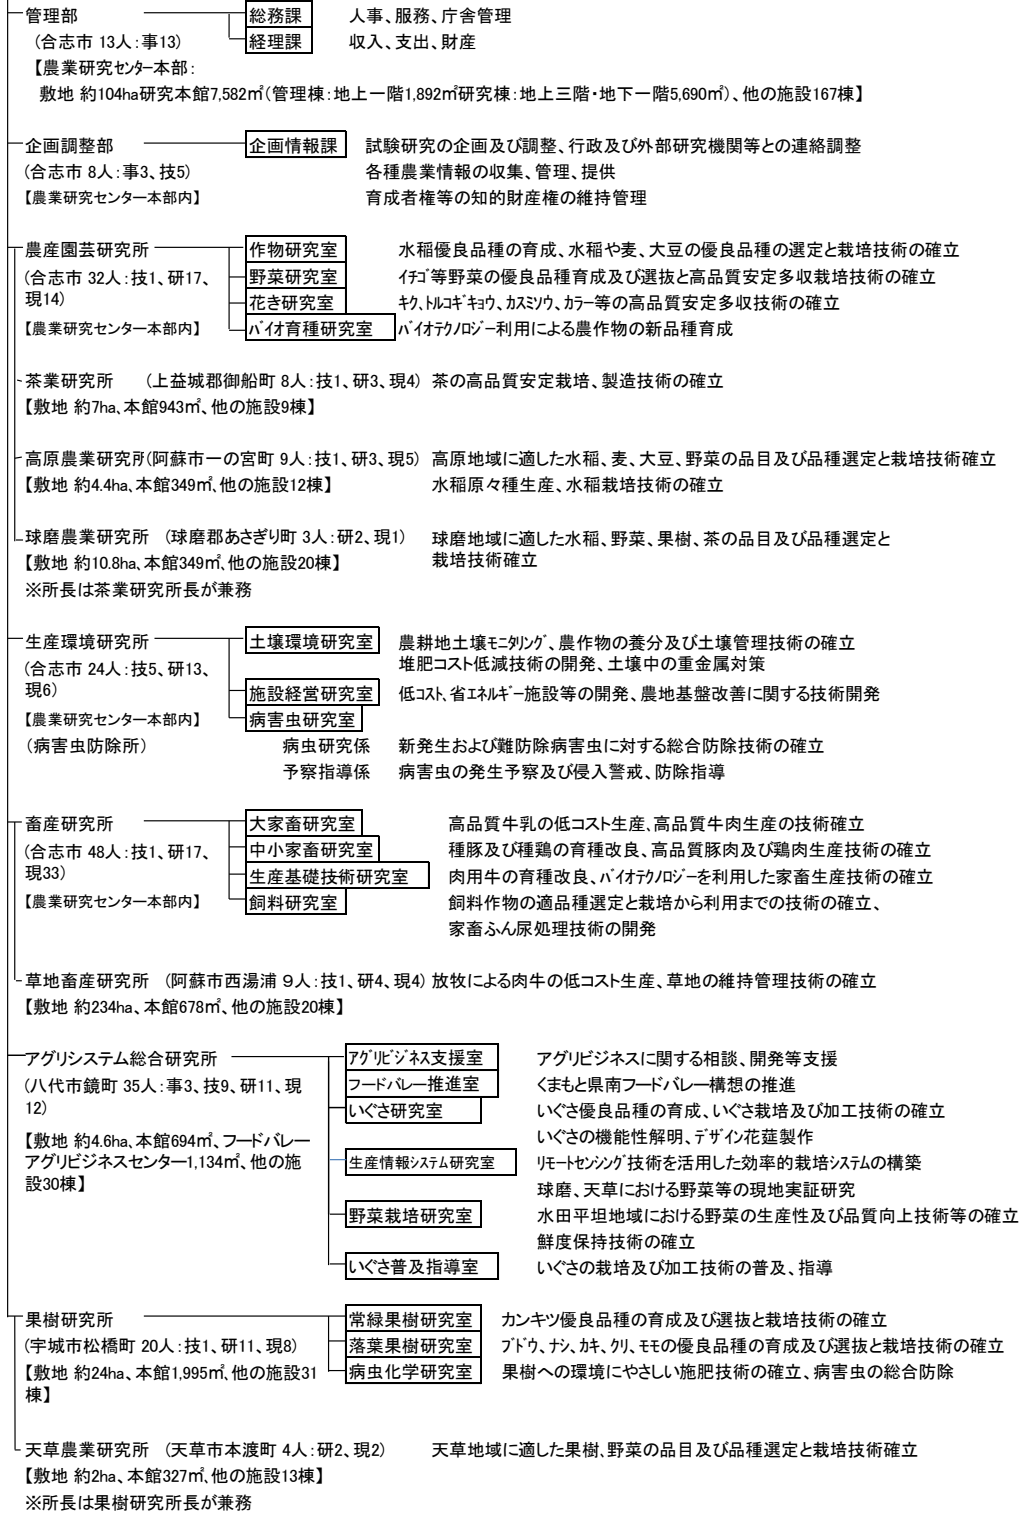 管理部 総務課 人事、服務、庁舎管理
(合志市 13人：事13) 経理課 収入、支出、財産
【農業研究センター本部：
敷地 約104ha研究本館7,582㎡（管理棟：地上一階1,892㎡研究棟：地上三階・地下一階5,690㎡）、他の施設167棟】
企画調整部 企画情報課 試験研究の企画及び調整、行政及び外部研究機関等との連絡調整
(合志市 8人：事3、技5) 各種農業情報の収集、管理、提供
【農業研究センター本部内】 育成者権等の知的財産権の維持管理
農産園芸研究所 作物研究室 水稲優良品種の育成、水稲や麦、大豆の優良品種の選定と栽培技術の確立
(合志市 32人：技1、研17、 野菜研究室 イチゴ等野菜の優良品種育成及び選抜と高品質安定多収栽培技術の確立
現14) 花き研究室 キク、トルコギキョウ、カスミソウ、カラー等の高品質安定多収技術の確立
【農業研究センター本部内】 バイオ育種研究室 バイオテクノロジー利用による農作物の新品種育成
茶業研究所 (上益城郡御船町 8人：技1、研3、現4) 茶の高品質安定栽培、製造技術の確立
【敷地 約7ha、本館943㎡、他の施設9棟】
高原農業研究所(阿蘇市一の宮町 9人：技1、研3、現5) 高原地域に適した水稲、麦、大豆、野菜の品目及び品種選定と栽培技術確立
【敷地 約4.4ha、本館349㎡、他の施設12棟】 水稲原々種生産、水稲栽培技術の確立
球磨農業研究所 (球磨郡あさぎり町 3人：研2、現1) 球磨地域に適した水稲、野菜、果樹、茶の品目及び品種選定と
【敷地 約10.8ha、本館349㎡、他の施設20棟】 栽培技術確立
※所長は茶業研究所長が兼務
生産環境研究所 土壌環境研究室 農耕地土壌モニタリング、農作物の養分及び土壌管理技術の確立
(合志市 24人：技5、研13、 堆肥コスト低減技術の開発、土壌中の重金属対策
現6) 施設経営研究室 低コスト、省エネルギー施設等の開発、農地基盤改善に関する技術開発
【農業研究センター本部内】 病害虫研究室
(病害虫防除所) 病虫研究係 新発生および難防除病害虫に対する総合防除技術の確立
予察指導係 病害虫の発生予察及び侵入警戒、防除指導
畜産研究所 大家畜研究室 高品質牛乳の低コスト生産、高品質牛肉生産の技術確立
(合志市 48人：技1、研17、 中小家畜研究室 種豚及び種鶏の育種改良、高品質豚肉及び鶏肉生産技術の確立
現33) 生産基礎技術研究室 肉用牛の育種改良、バイオテクノロジーを利用した家畜生産技術の確立
【農業研究センター本部内】 飼料研究室 飼料作物の適品種選定と栽培から利用までの技術の確立、
家畜ふん尿処理技術の開発
草地畜産研究所 (阿蘇市西湯浦 9人：技1、研4、現4) 放牧による肉牛の低コスト生産、草地の維持管理技術の確立
【敷地 約234ha、本館678㎡、他の施設20棟】
アグリシステム総合研究所 アグリビジネス支援室 アグリビジネスに関する相談、開発等支援
(八代市鏡町 35人：事3、技9、研11、現 フードバレー推進室 くまもと県南フードバレー構想の推進
12) いぐさ研究室 いぐさ優良品種の育成、いぐさ栽培及び加工技術の確立
【敷地 約4.6ha、本館694㎡、フードバレー いぐさの機能性解明、デザイン花莚製作
アグリビジネスセンター1,134㎡、他の施 生産情報システム研究室 リモートセンシング技術を活用した効率的栽培システムの構築
設30棟】 球磨、天草における野菜等の現地実証研究
野菜栽培研究室 水田平坦地域における野菜の生産性及び品質向上技術等の確立
鮮度保持技術の確立
いぐさ普及指導室 いぐさの栽培及び加工技術の普及、指導
果樹研究所 常緑果樹研究室 カンキツ優良品種の育成及び選抜と栽培技術の確立
(宇城市松橋町 20人：技1、研11、現8) 落葉果樹研究室 ブドウ、ナシ、カキ、クリ、モモの優良品種の育成及び選抜と栽培技術の確立
【敷地 約24ha、本館1,995㎡、他の施設31 病虫化学研究室 果樹への環境にやさしい施肥技術の確立、病害虫の総合防除
棟】
天草農業研究所 (天草市本渡町 4人：研2、現2) 天草地域に適した果樹、野菜の品目及び品種選定と栽培技術確立
【敷地 約2ha、本館327㎡、他の施設13棟】
※所長は果樹研究所長が兼務